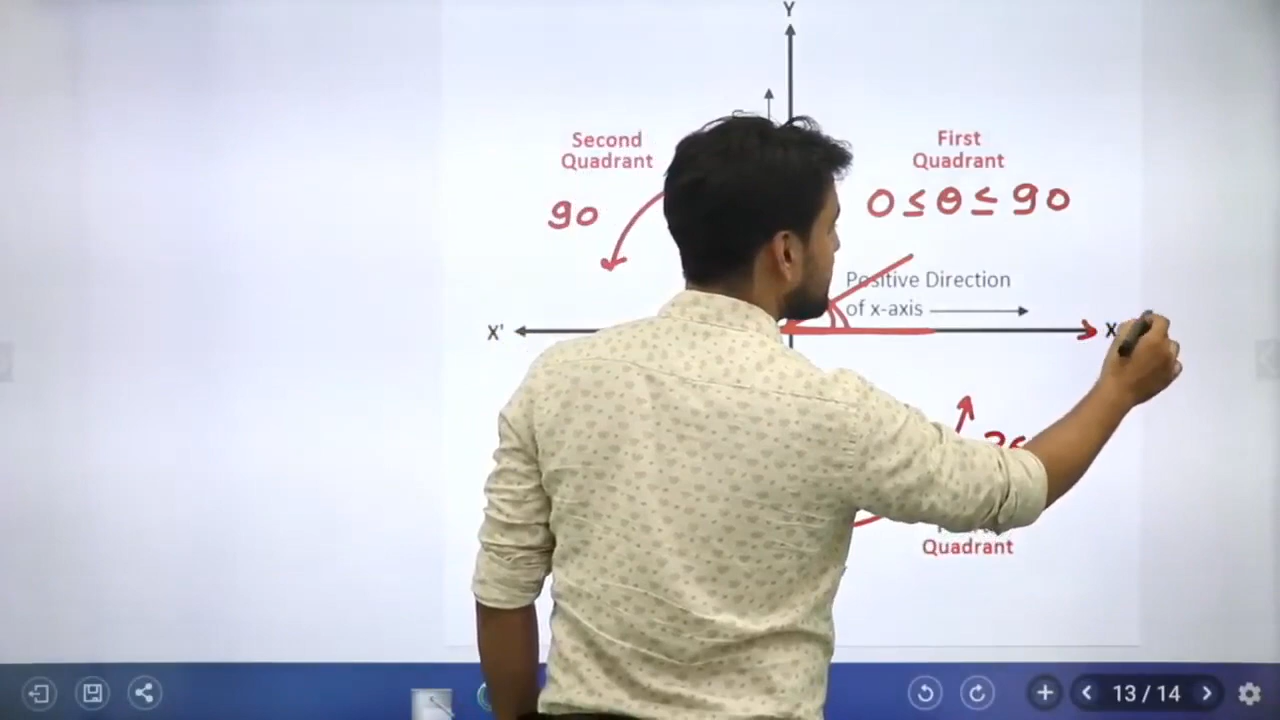 Y
Second
Quadrant
First
Quadrant
90
0 ≤ θ ≤ 90
Positive Direction
of x-axis
X'
X
Quadrant
13 / 14